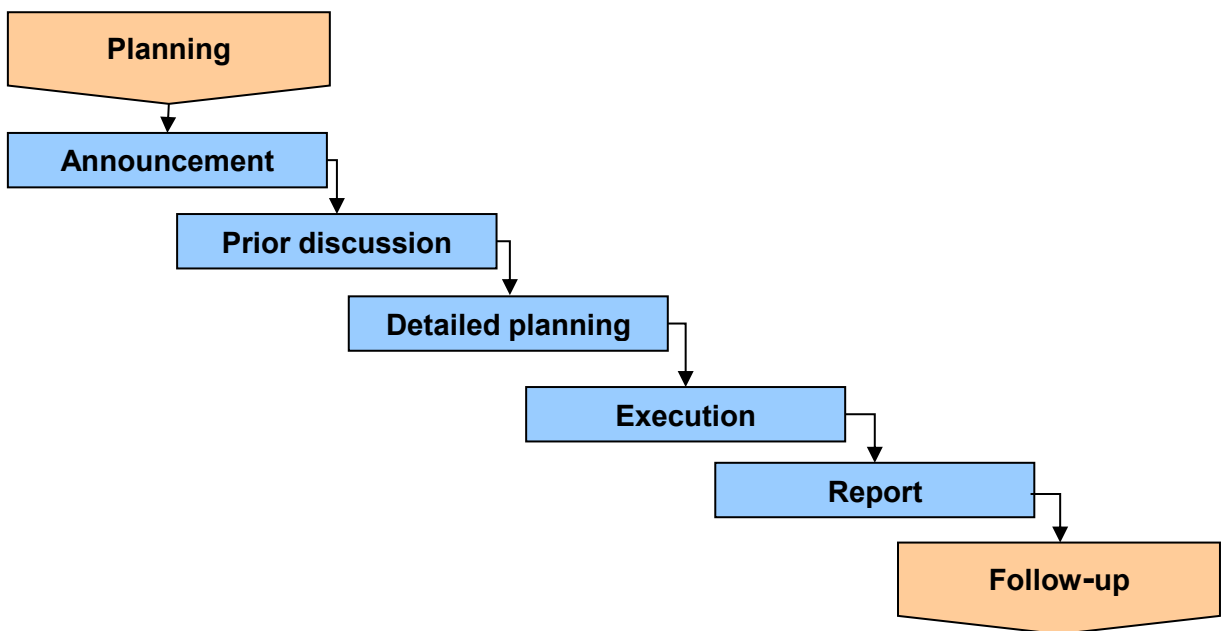 Planning
Announcement
Prior discussion
Detailed planning
Execution
Report
Follow-up